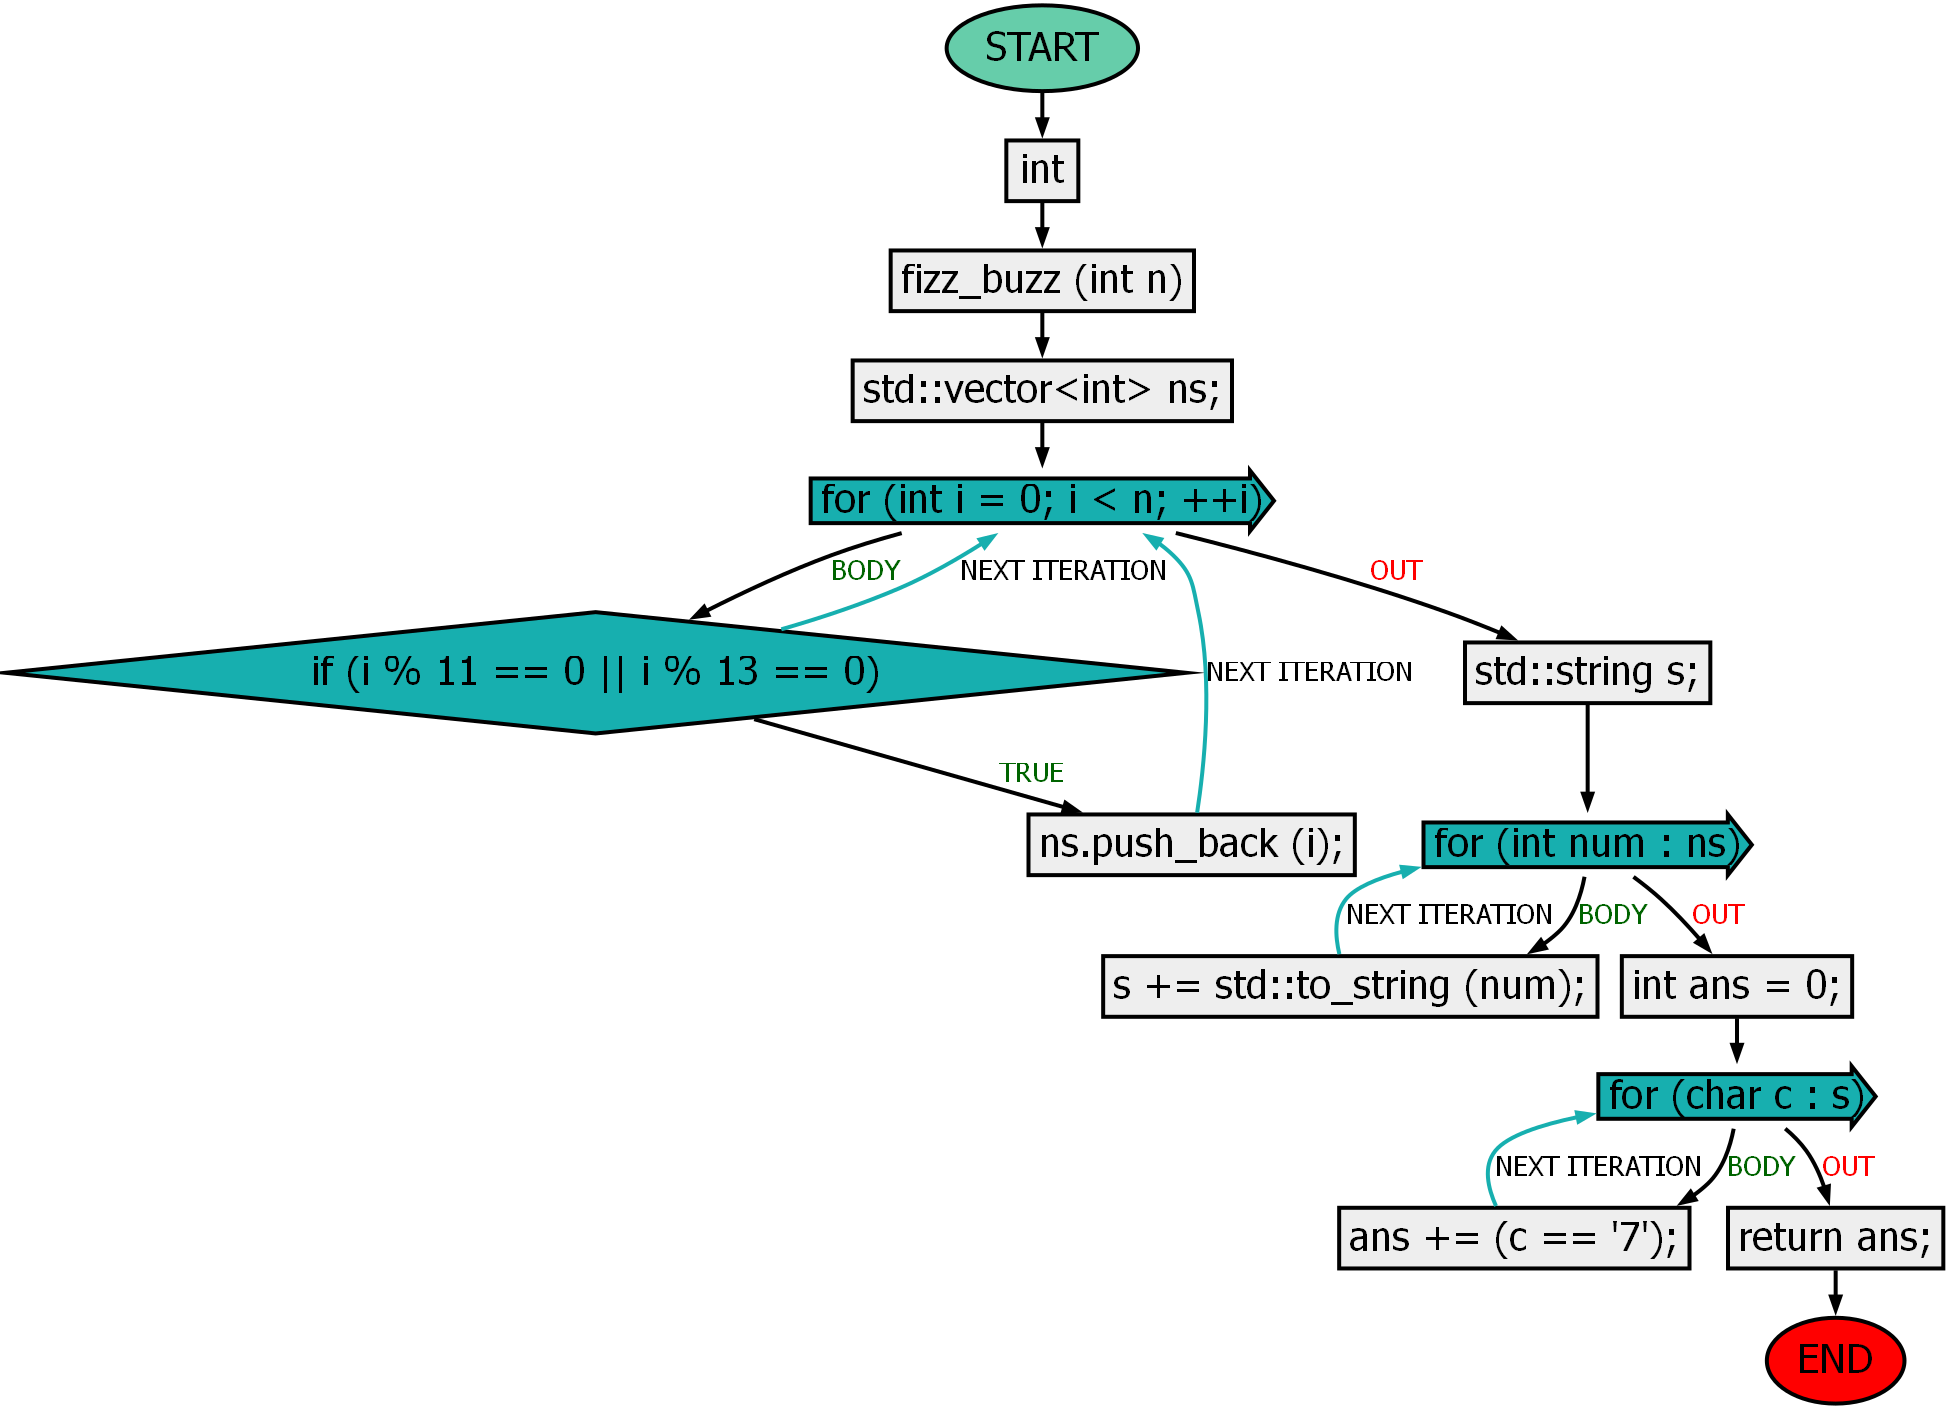 START
int
fizz_buzz (int n)
std::vector<int> ns;
for (int i = 0; i < n; ++i)
BODY
NEXT ITERATION
OUT
if (i % 11 == 0 || i % 13 == 0)
NEXT ITERATION
std::string s;
TRUE
ns.push_back (i);
for (int num : ns)
NEXT ITERATION
BODY
OUT
s += std::to_string (num);
int ans = 0;
for (char c : s)
NEXT ITERATION
BODY
OUT
ans += (c == '7');
return ans;
END